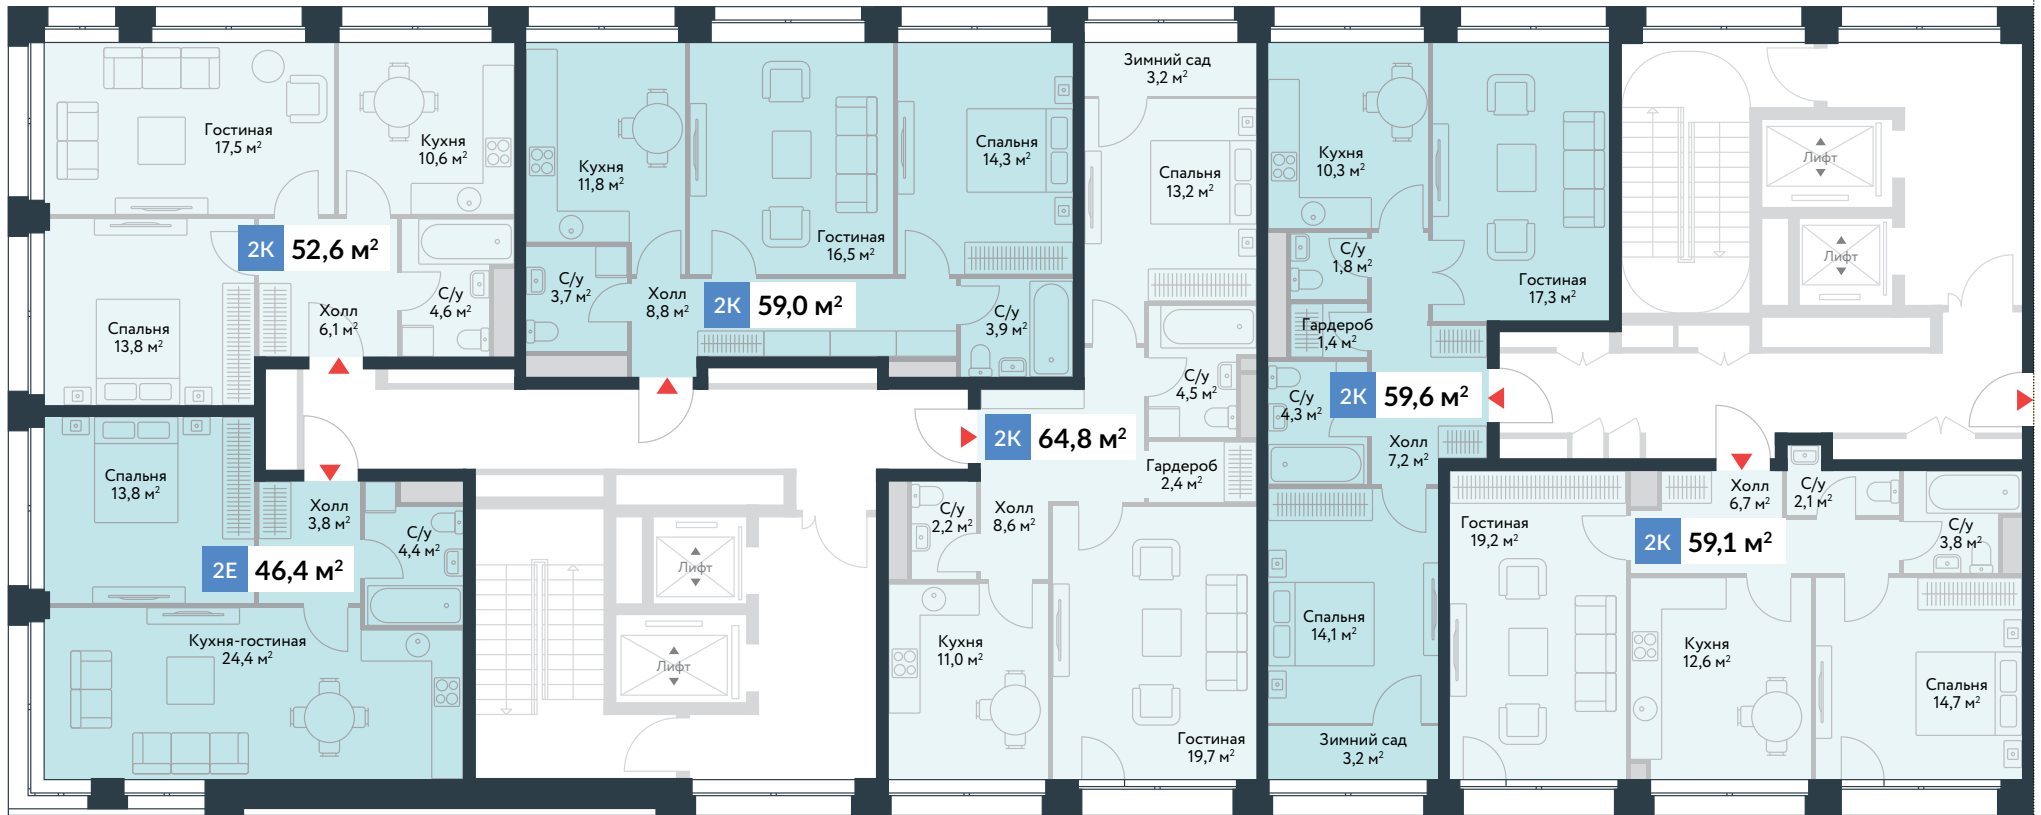 Гостиная
17,5 м²
Кухня
10,6 м²
2К 52,6 м²
Спальня
13,8 м²
Холл
6,1 м²
С/у
4,6 м²
Кухня
11,8 м²
Гостиная
16,5 м²
Спальня
14,3 м²
С/у
3,7 м²
Холл
8,8 м²
2К 59,0 м²
С/у
3,9 м²
Зимний сад
3,2 м²
Спальня
13,2 м²
С/у
4,5 м²
2К 64,8 м²
Гардероб
2,4 м²
С/у
2,2 м²
Холл
8,6 м²
Кухня
11,0 м²
Гостиная
19,7 м²
Кухня
10,3 м²
Гостиная
17,3 м²
С/у
1,8 м²
Гардероб
1,4 м²
2К 59,6 м²
С/у
4,3 м²
Холл
7,2 м²
Спальня
14,1 м²
Зимний сад
3,2 м²
Лифт
Лифт
Гостиная
19,2 м²
Холл
6,7 м²
С/у
2,1 м²
2К 59,1 м²
С/у
3,8 м²
Кухня
12,6 м²
Спальня
14,7 м²
Спальня
13,8 м²
Холл
3,8 м²
С/у
4,4 м²
2Е 46,4 м²
Кухня-гостиная
24,4 м²
Лифт
Лифт